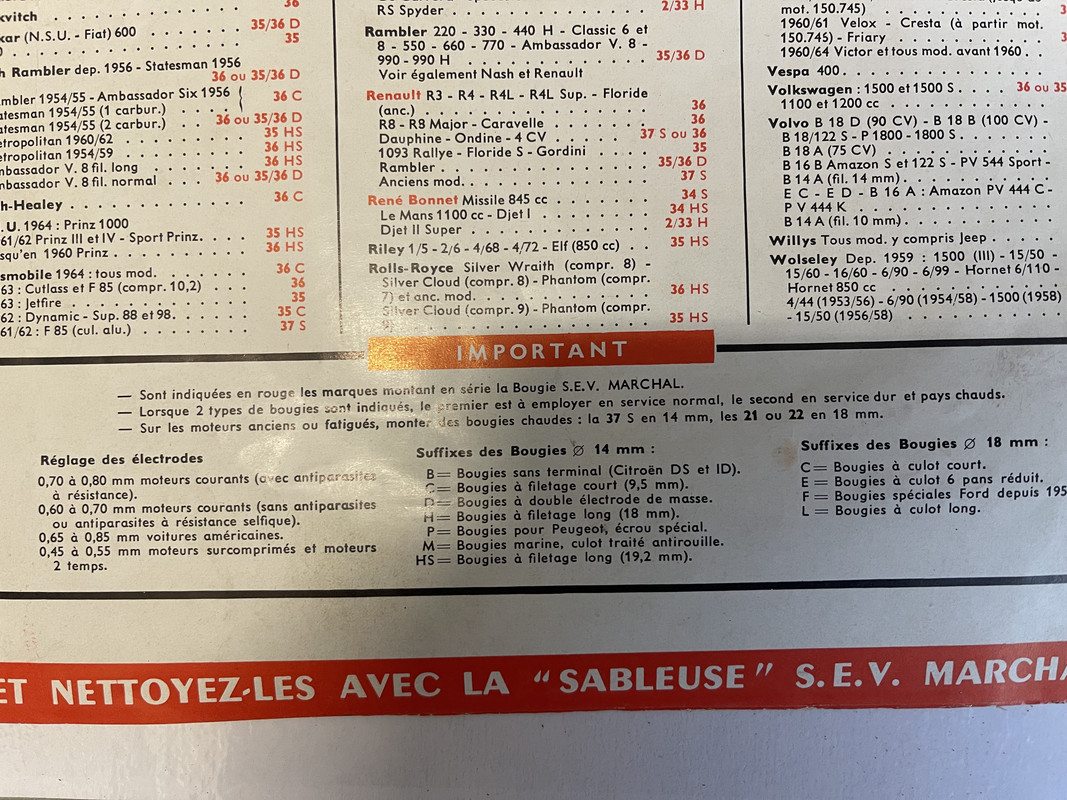 36
kvitch
35/36 D
kar (N.S.U. - Fiat) 600
35
h Rambler dep. 1956 - Statesman 1956
36 ou 35/36 D
mbler 1954/55 - Ambassador Six 1956
36 C
atesman 1954/55 (1 carbur.)
atesman 1954/55 (2 carbur.)
36 ou 35/36 D
etropolitan 1960/62
35 HS
etropolitan 1954/59
36 HS
mbassador V. 8 fil. long
36 HS
mbassador V. 8 fil. normal
36 ou 35/36 D
h-Healey
36 C
. U. 1964 : Prinz 1000
61/62 Prinz III et IV - Sport Prinz.
35 HS
squ'en 1960 Prinz
36 HS
smobile 1964 : tous mod.
36 C
63 : Cutlass et F 85 (compr. 10,2)
36
63 : Jetfire
35
62 : Dynamic - Sup. 88 et 98.
35 C
61/62 : F 85 (cul. alu.)
37 S
RS Spyder
2/33 H
Rambler 220 - 330 - 440 H - Classic 6 et
8 - 550 - 660 - 770 - Ambassador V. 8 -
990 - 990 H
35/36 D
Voir également Nash et Renault
Renault R3 - R4 - R4L - R4L Sup. - Floride
(anc.)
36
R8 - R8 Major - Caravelle
36
Dauphine - Ondine - 4 CV
37 S ou 36
1093 Rallye - Floride S - Gordini
35
Rambler
35/36 D
Anciens mod.
37 S
René Bonnet Missile 845 cc
34 S
Le Mans 1100 cc - Djet I
34 HS
Djet II Super
2/33 H
Riley 1/5 - 2/6 - 4/68 - 4/72 - Elf (850 cc)
35 HS
Rolls-Royce Silver Wraith (compr. 8) -
Silver Cloud (compr. 8) - Phantom (compr.
7) et anc. mod.
36 HS
Silver Cloud (compr. 9) - Phantom (compr.
9)
35 HS
mot. 150.745)
1960/61 Velox - Cresta (à partir mot.
150.745) - Friary
1960/64 Victor et tous mod. avant 1960
Vespa 400
Volkswagen : 1500 et 1500 S
36 ou 35
1100 et 1200 cc
Volvo B 18 D (90 CV) - B 18 B (100 CV) -
B 18/122 S - P 1800 - 1800 S
B 18 A (75 CV)
B 16 B Amazon S et 122 S - PV 544 Sport -
B 14 A (fil. 14 mm)
E C - E D - B 16 A : Amazon PV 444 C -
P V 444 K
B 14 A (fil. 10 mm)
Willys Tous mod. y compris Jeep
Wolseley Dep. 1959 : 1500 (III) - 15/50 -
15/60 - 16/60 - 6/90 - 6/99 - Hornet 6/110 -
Hornet 850 cc
4/44 (1953/56) - 6/90 (1954/58) - 1500 (1958)
- 15/50 (1956/58)
IMPORTANT
— Sont indiquées en rouge les marques montant en série la Bougie S.E.V. MARCHAL.
— Lorsque 2 types de bougies sont indiqués, le premier est à employer en service normal, le second en service dur et pays chauds.
— Sur les moteurs anciens ou fatigués, monter des bougies chaudes : la 37 S en 14 mm, les 21 ou 22 en 18 mm.
Réglage des électrodes
0,70 à 0,80 mm moteurs courants (avec antiparasites
à résistance).
0,60 à 0,70 mm moteurs courants (sans antiparasites
ou antiparasites à résistance selfique).
0,65 à 0,85 mm voitures américaines.
0,45 à 0,55 mm moteurs surcomprimés et moteurs
2 temps.
Suffixes des Bougies ∅ 14 mm :
B = Bougies sans terminal (Citroën DS et ID).
C = Bougies à filetage court (9,5 mm).
D = Bougies à double électrode de masse.
H = Bougies à filetage long (18 mm).
P = Bougies pour Peugeot, écrou spécial.
M = Bougies marine, culot traité antirouille.
HS = Bougies à filetage long (19,2 mm).
Suffixes des Bougies ∅ 18 mm :
C = Bougies à culot court.
E = Bougies à culot 6 pans réduit.
F = Bougies spéciales Ford depuis 195
L = Bougies à culot long.
ET NETTOYEZ-LES AVEC LA "SABLEUSE" S.E.V. MARCHA